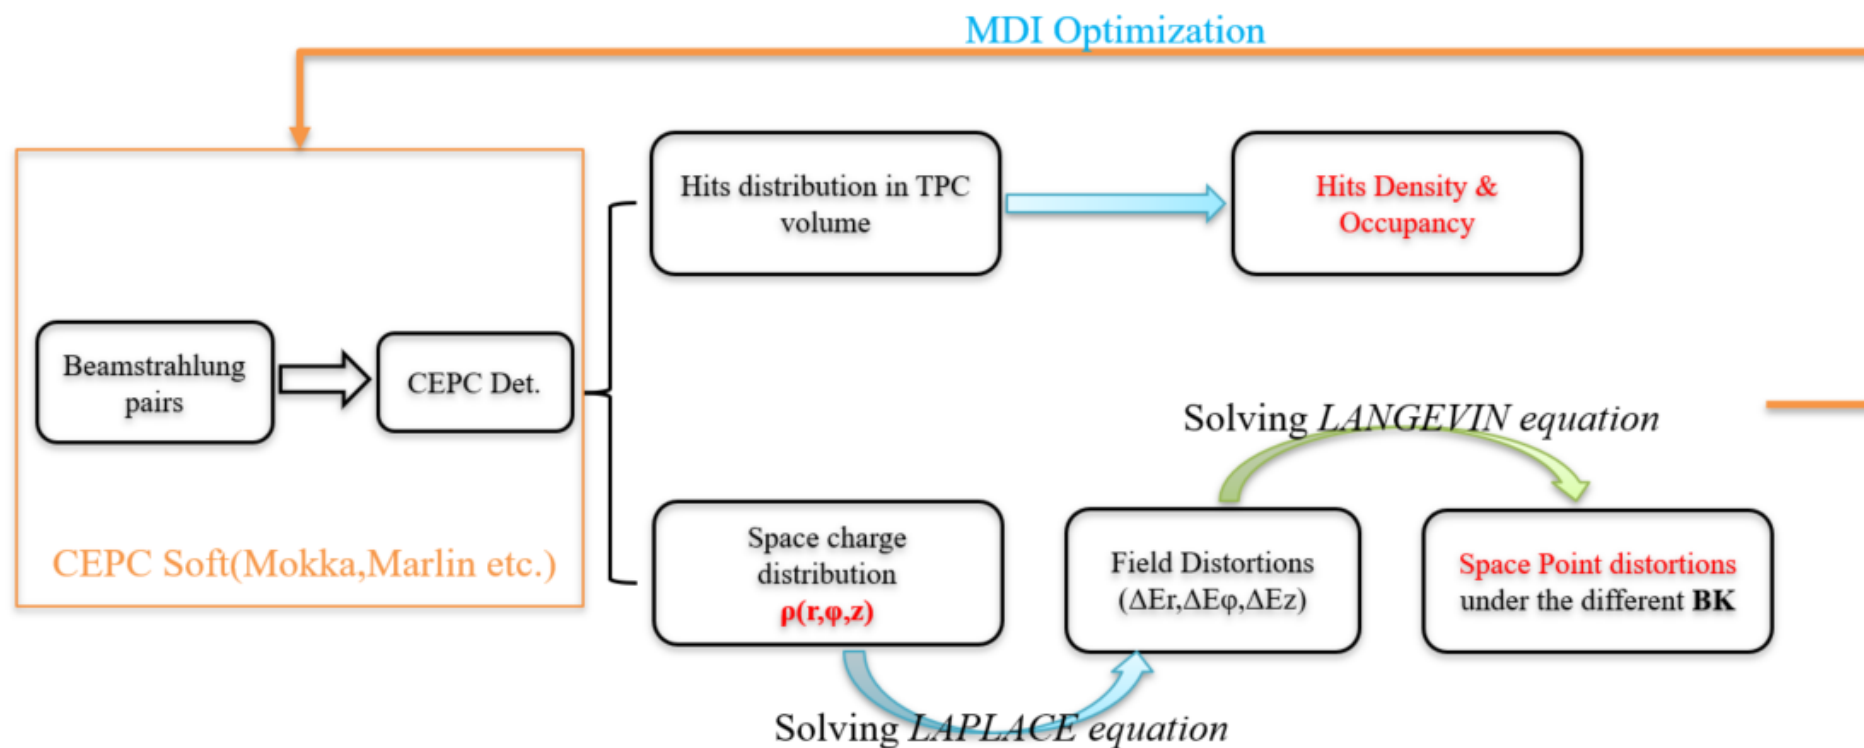 MDI Optimization
Hits distribution in TPC
volume
Hits Density &
Occupancy
Beamstrahlung
pairs
CEPC Det.
CEPC Soft(Mokka,Marlin etc.)
Solving LANGEVIN equation
Space charge
distribution
ρ(r,φ,z)
Field Distortions
(ΔEr,ΔEφ,ΔEz)
Space Point distortions
under the different BK
Solving LAPLACE equation